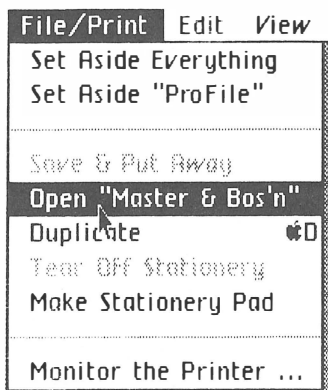 File/Print Edit View
Set Aside Everything
Set Aside "ProFile"
Save & Put Away
Open "Master & Bos'n"
Duplicate D
Tear Off Stationery
Make Stationery Pad
Monitor the Printer ...